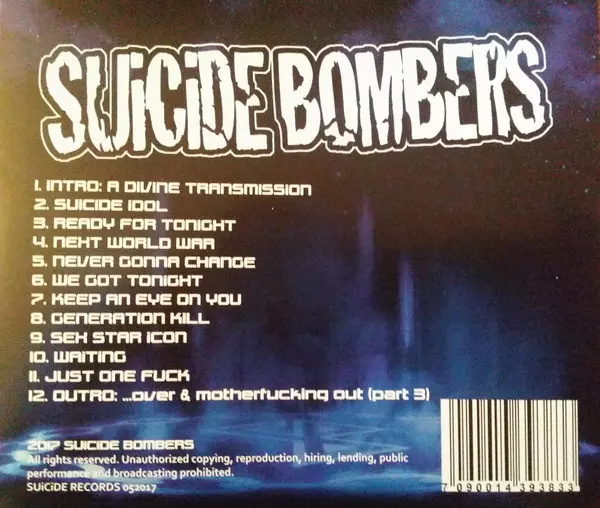 SUiCiDE BOMBERS
1. INTRO: A DIVINE TRANSMISSION
2. SUICIDE IDOL
3. READY FOR TONIGHT
4. NEXT WORLD WAR
5. NEVER GONNA CHANGE
6. WE GOT TONIGHT
7. KEEP AN EYE ON YOU
8. GENERATION KILL
9. SEX STAR ICON
10. WAITING
11. JUST ONE FUCK
12. OUTRO: ...over & motherfucking out (part 3)
2017 SUICIDE BOMBERS
All rights reserved. Unauthorized copying, reproduction, hiring, lending, public
performance and broadcasting prohibited.
SUiCiDE RECORDS 052017
7 090014 393833